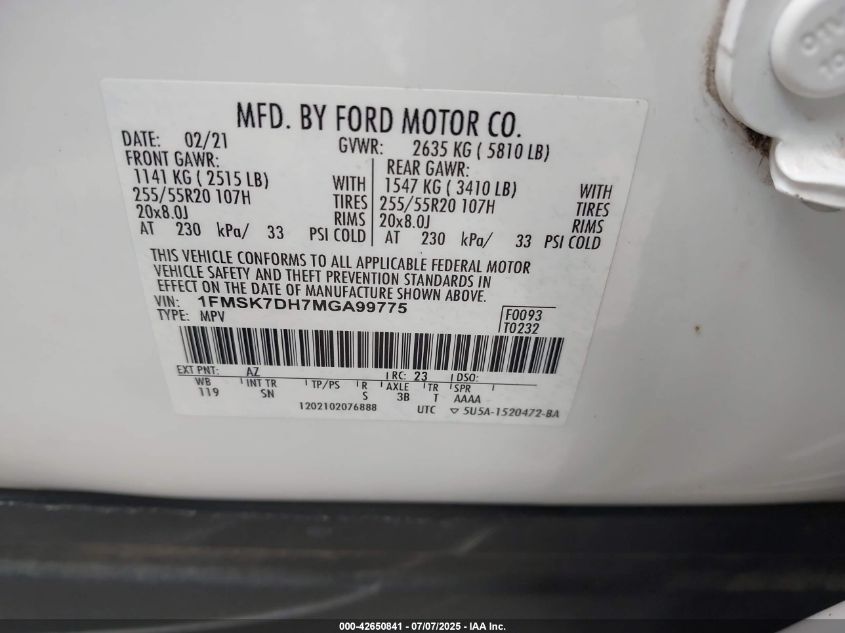 MFD. BY FORD MOTOR CO.
DATE: 02/21 GVWR: 2635 KG ( 5810 LB)
FRONT GAWR: REAR GAWR:
1141 KG ( 2515 LB) WITH 1547 KG ( 3410 LB) WITH
255/55R20 107H TIRES 255/55R20 107H TIRES
20x8.0J RIMS 20x8.0J RIMS
AT 230 kPa/ 33 PSI COLD AT 230 kPa/ 33 PSI COLD
THIS VEHICLE CONFORMS TO ALL APPLICABLE FEDERAL MOTOR
VEHICLE SAFETY AND THEFT PREVENTION STANDARDS IN
EFFECT ON THE DATE OF MANUFACTURE SHOWN ABOVE.
VIN: 1FMSK7DH7MGA99775
TYPE: MPV
F0093
T0232
EXT PNT: AZ RC: 23 DSO:
WB INT TR TP/PS R AXLE TR SPR
119 SN S 3B T AAAA
1202102076888 UTC ▽ 5U5A-1520472-BA
000-42650841 - 07/07/2025 - IAA Inc.